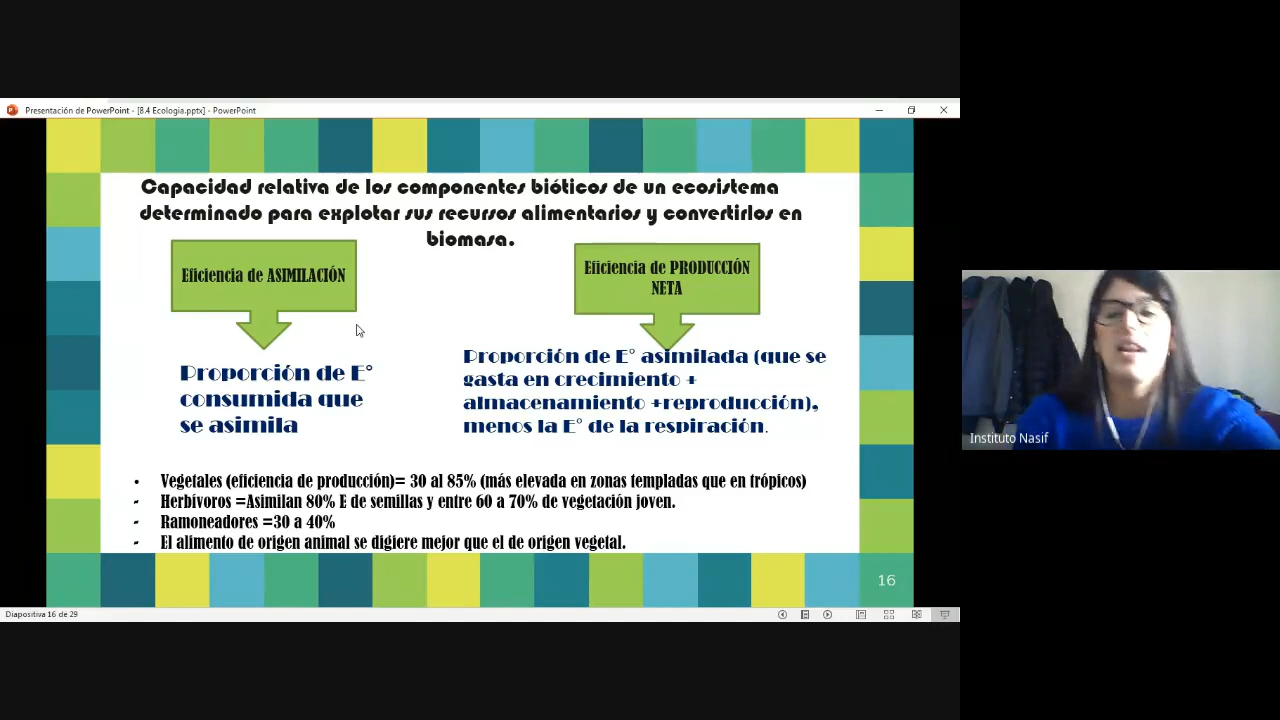 Presentación de PowerPoint - [8.4 Ecologia.pptx] - PowerPoint
Capacidad relativa de los componentes bióticos de un ecosistema
determinado para explotar sus recursos alimentarios y convertirlos en
biomasa.
Eficiencia de ASIMILACIÓN
Eficiencia de PRODUCCIÓN
NETA
Proporción de E°
consumida que
se asimila
Proporción de E° asimilada (que se
gasta en crecimiento +
almacenamiento +reproducción),
menos la E° de la respiración.
• Vegetales (eficiencia de producción)= 30 al 85% (más elevada en zonas templadas que en trópicos)
- Herbívoros =Asimilan 80% E de semillas y entre 60 a 70% de vegetación joven.
- Ramoneadores =30 a 40%
- El alimento de origen animal se digiere mejor que el de origen vegetal.
16
Diapositiva 16 de 29
Instituto Nasif